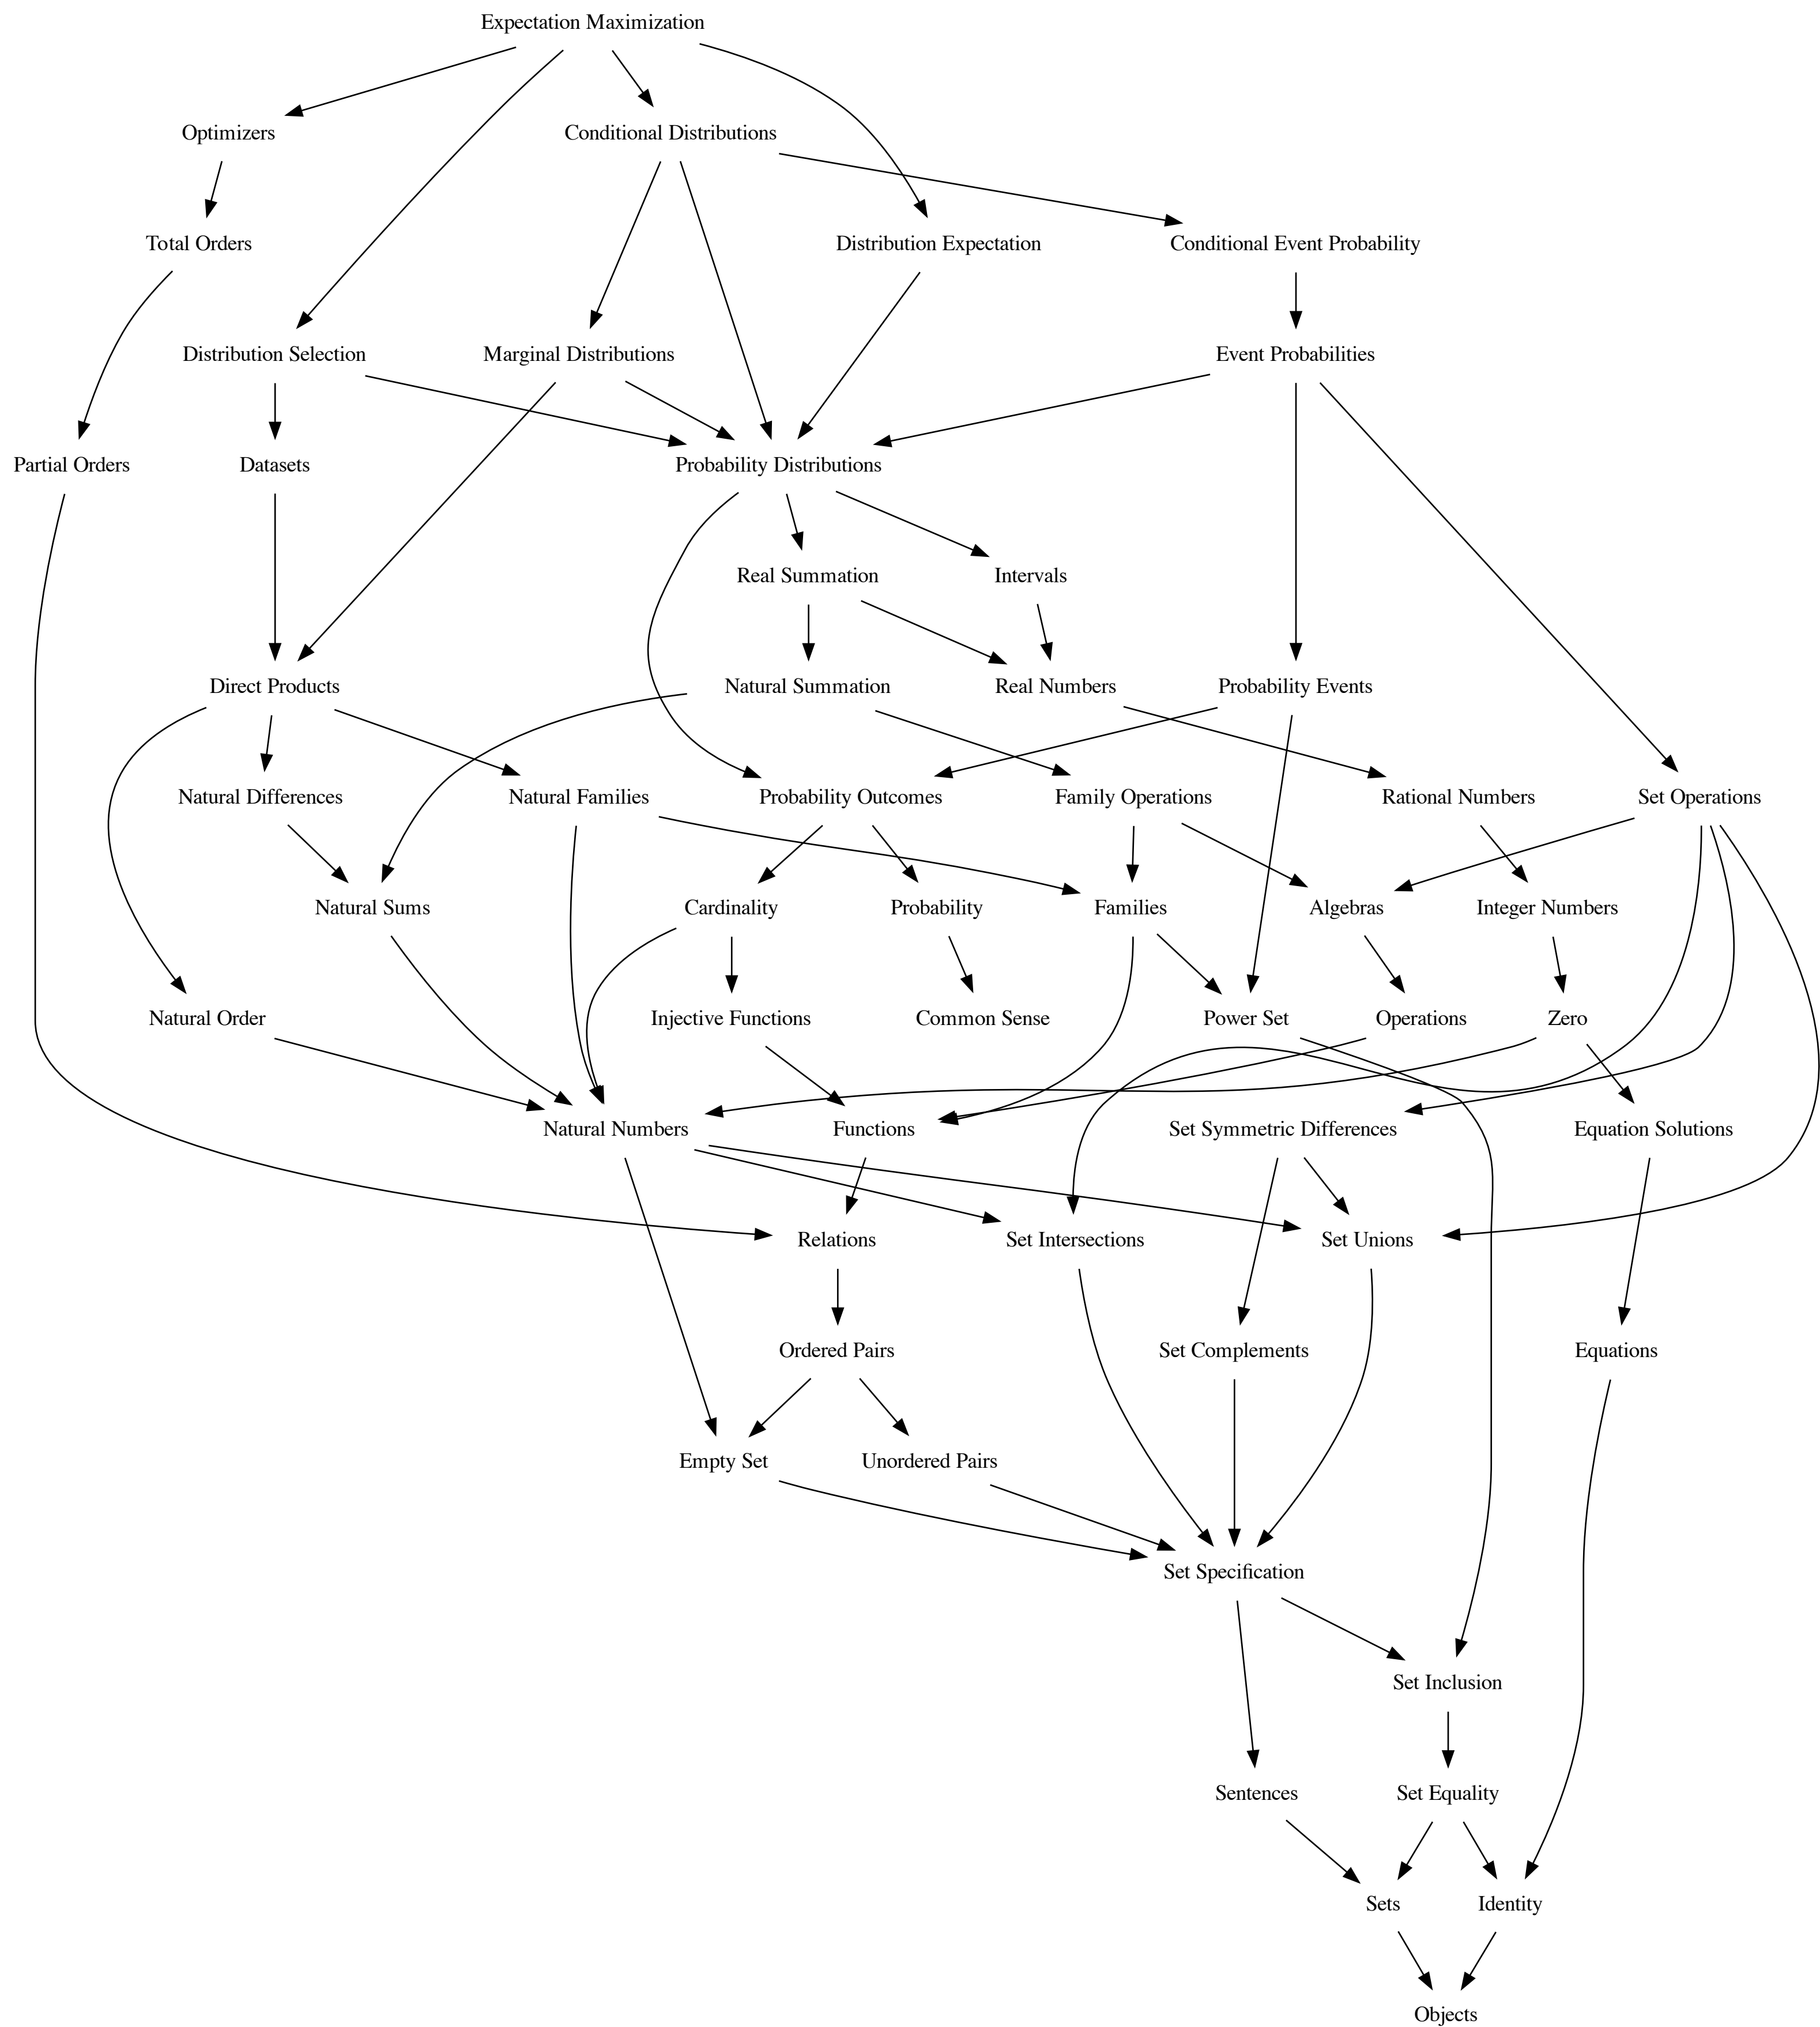 Expectation Maximization
Optimizers
Conditional Distributions
Total Orders
Distribution Expectation
Conditional Event Probability
Distribution Selection
Marginal Distributions
Event Probabilities
Partial Orders
Datasets
Probability Distributions
Real Summation
Intervals
Direct Products
Natural Summation
Real Numbers
Probability Events
Natural Differences
Natural Families
Probability Outcomes
Family Operations
Rational Numbers
Set Operations
Natural Sums
Cardinality
Probability
Families
Algebras
Integer Numbers
Natural Order
Injective Functions
Common Sense
Power Set
Operations
Zero
Natural Numbers
Functions
Set Symmetric Differences
Equation Solutions
Relations
Set Intersections
Set Unions
Ordered Pairs
Set Complements
Equations
Empty Set
Unordered Pairs
Set Specification
Set Inclusion
Sentences
Set Equality
Sets
Identity
Objects